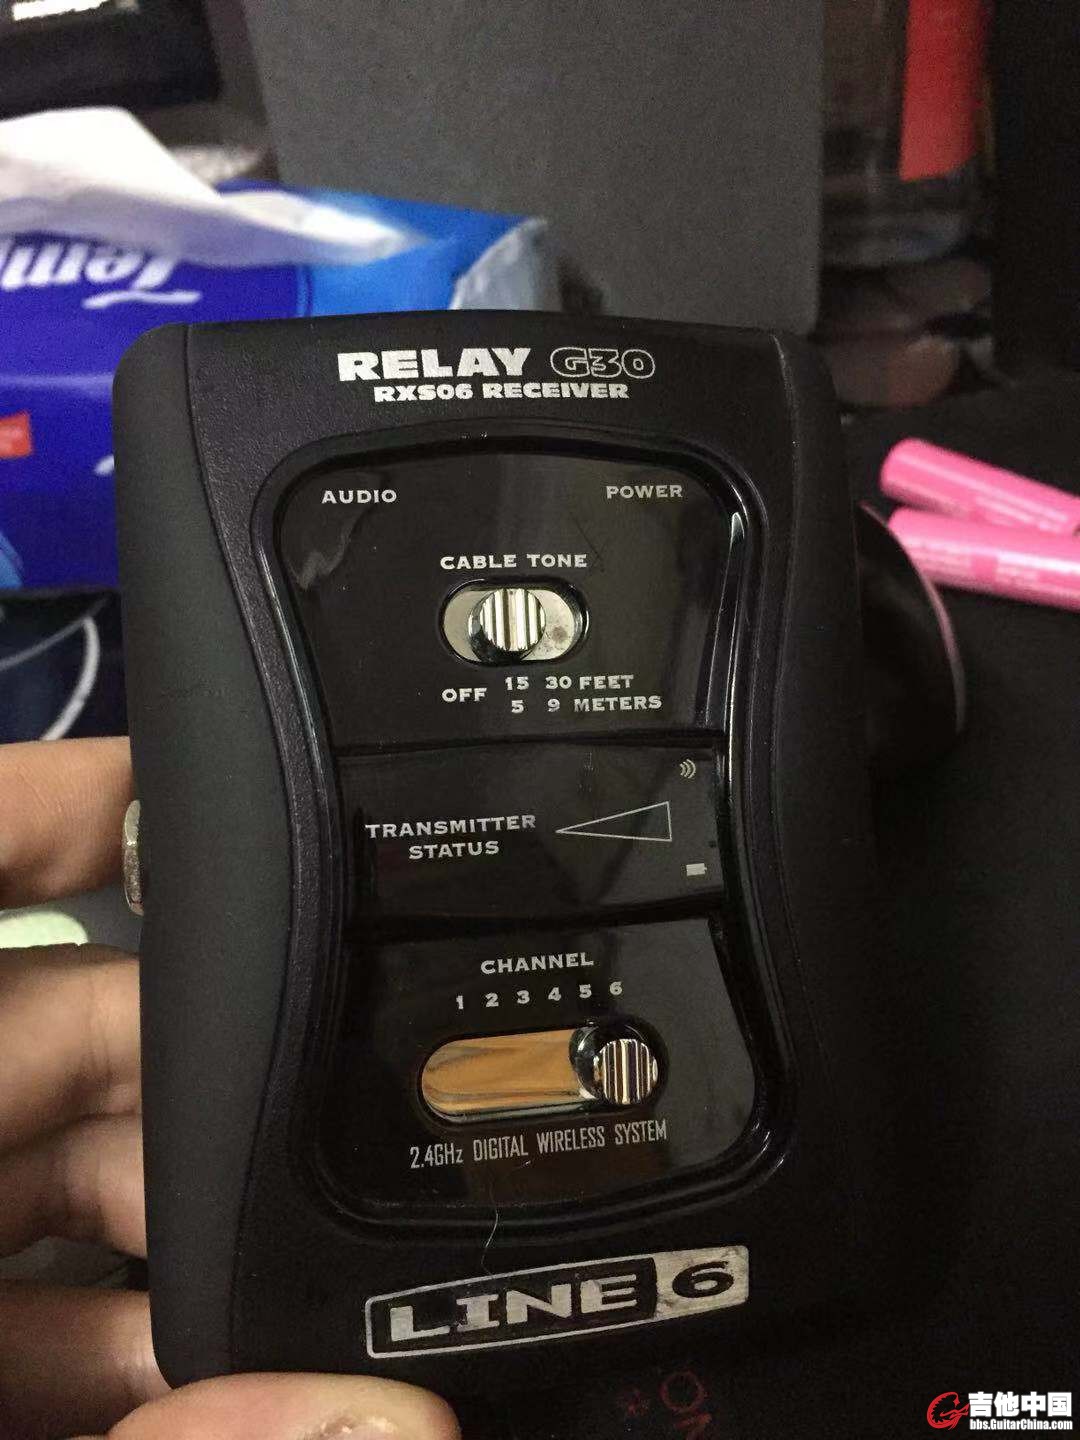 Tem
RELAY G30
RXS06 RECEIVER
AUDIO
POWER
CABLE TONE
OFF 15 30 FEET
5 9 METERS
TRANSMITTER
STATUS
CHANNEL
1 2 3 4 5 6
2.4GHz DIGITAL WIRELESS SYSTEM
LINE 6
吉他中国
bbs.GuitarChina.com